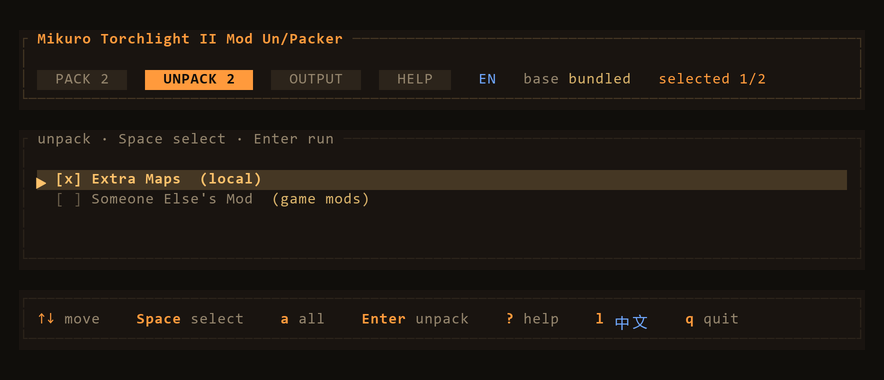 Mikuro Torchlight II Mod Un/Packer
PACK 2 UNPACK 2 OUTPUT HELP EN base bundled selected 1/2
unpack · Space select · Enter run
▶ [x] Extra Maps (local)
[ ] Someone Else's Mod (game mods)
↑↓ move Space select a all Enter unpack ? help l 中文 q quit